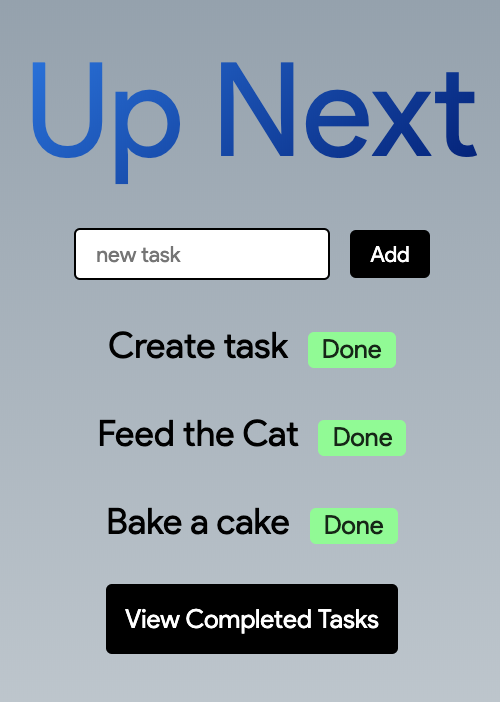 Up Next
new task Add
Create task Done
Feed the Cat Done
Bake a cake Done
View Completed Tasks